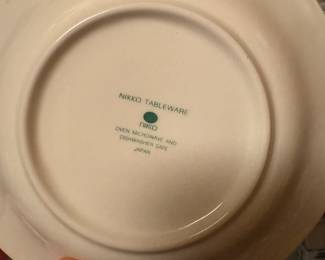 NIKKO TABLEWARE
nikko
OVEN, MICROWAVE AND
DISHWASHER SAFE
JAPAN